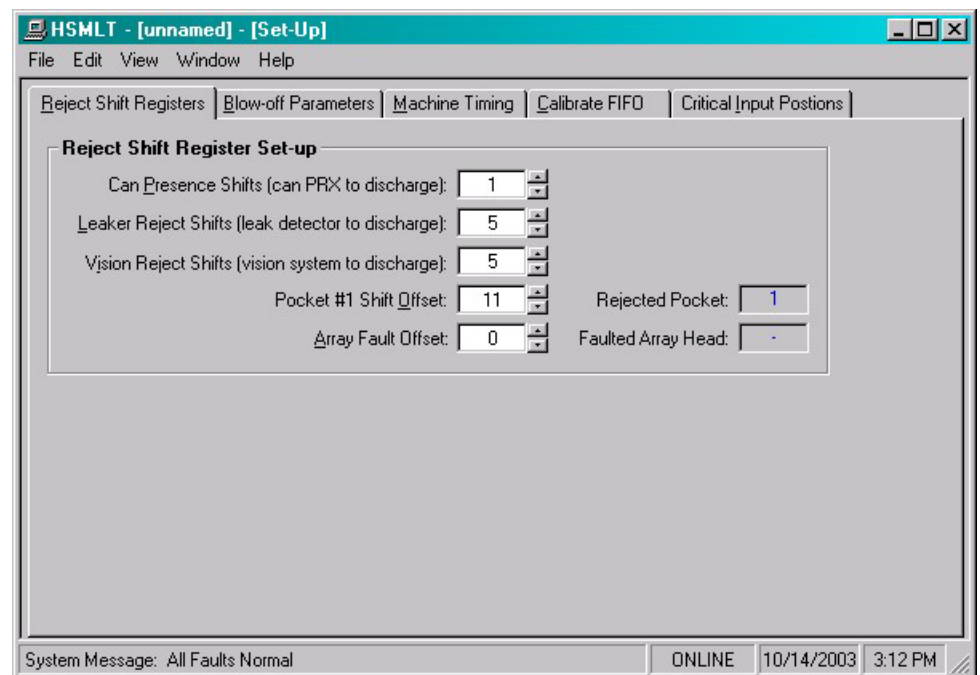 HSMLT - [unnamed] - [Set-Up]
File Edit View Window Help
Reject Shift Registers Blow-off Parameters Machine Timing Calibrate FIFO Critical Input Postions
Reject Shift Register Set-up
Can Presence Shifts (can PRX to discharge): 1
Leaker Reject Shifts (leak detector to discharge): 5
Vision Reject Shifts (vision system to discharge): 5
Pocket #1 Shift Offset: 11 Rejected Pocket: 1
Array Fault Offset: 0 Faulted Array Head: -
System Message: All Faults Normal ONLINE 10/14/2003 3:12 PM